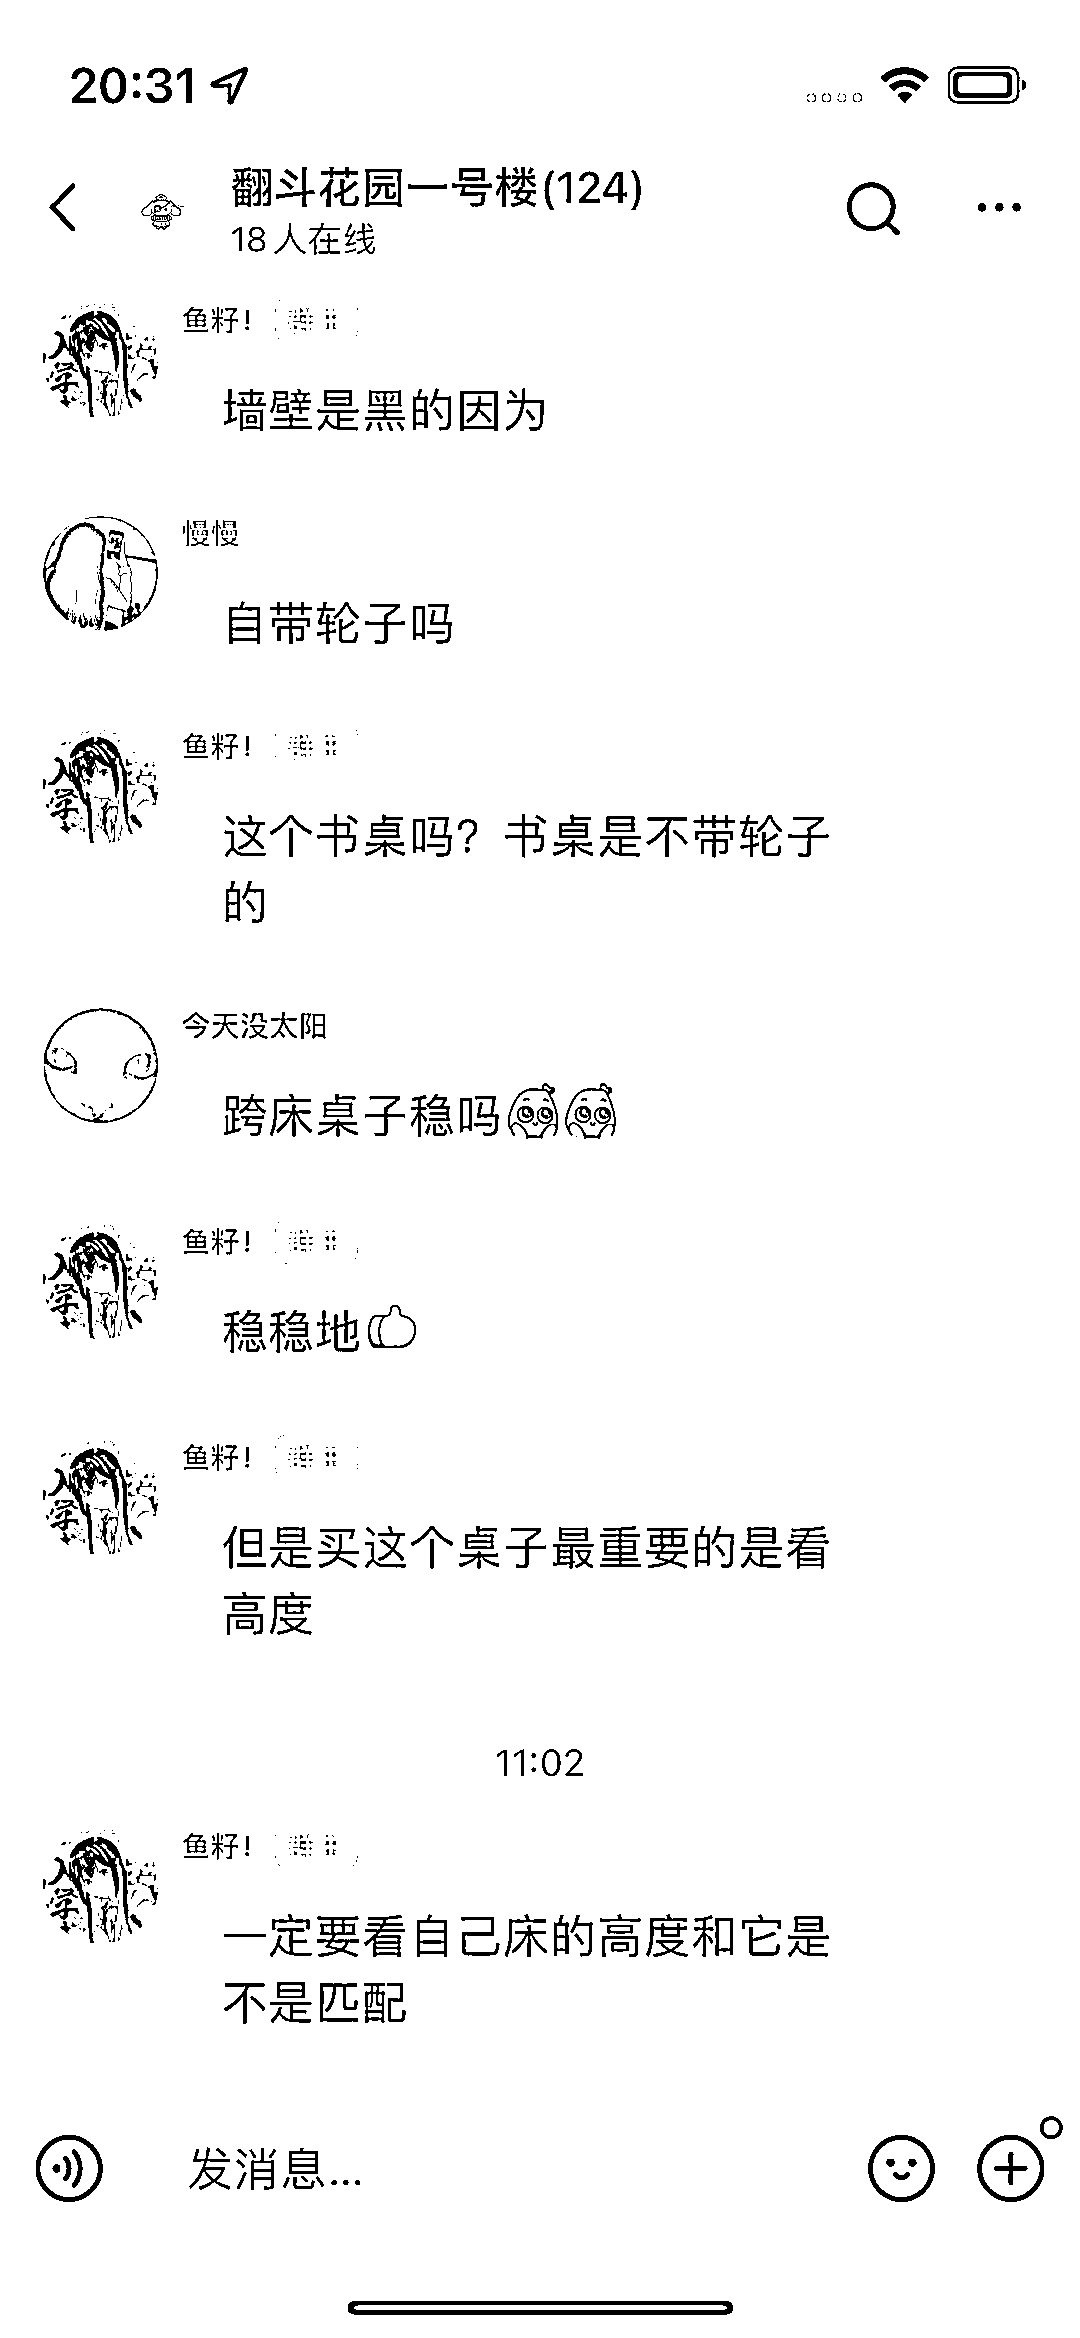 20:31
翻斗花园一号楼(124)
18人在线
鱼籽!
墙壁是黑的因为
慢慢
自带轮子吗
鱼籽!
这个书桌吗？书桌是不带轮子
的
今天没太阳
跨床桌子稳吗
鱼籽!
稳稳地
鱼籽!
但是买这个桌子最重要的是看
高度
11:02
鱼籽!
一定要看自己床的高度和它是
不是匹配
发消息...